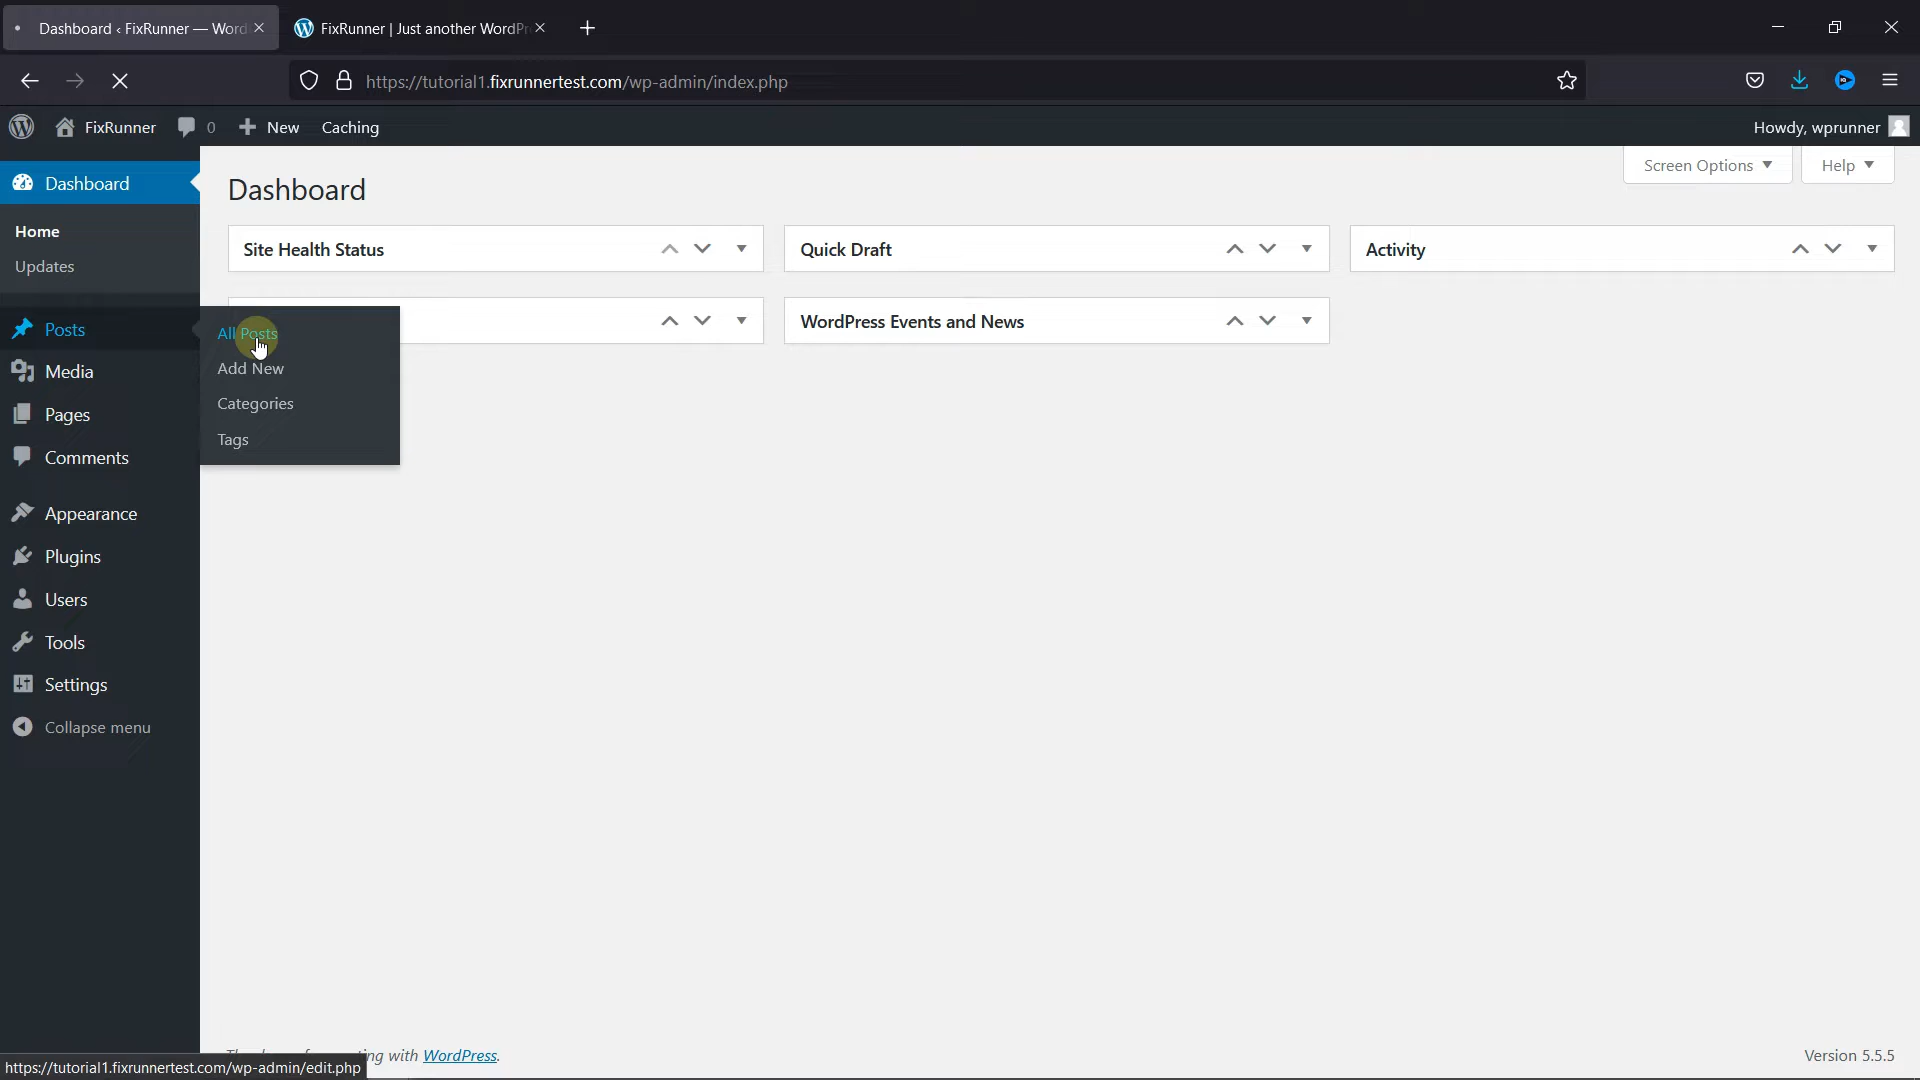 Dashboard ‹ FixRunner — Word
FixRunner | Just another WordPr
https://tutorial1.fixrunnertest.com/wp-admin/index.php
FixRunner
0
New
Caching
Howdy, wprunner
Dashboard
Home
Updates
Posts
Media
Pages
Comments
Appearance
Plugins
Users
Tools
Settings
Collapse menu
All Posts
Add New
Categories
Tags
Screen Options
Help
Dashboard
Site Health Status
Quick Draft
Activity
WordPress Events and News
ng with WordPress.
Version 5.5.5
https://tutorial1.fixrunnertest.com/wp-admin/edit.php